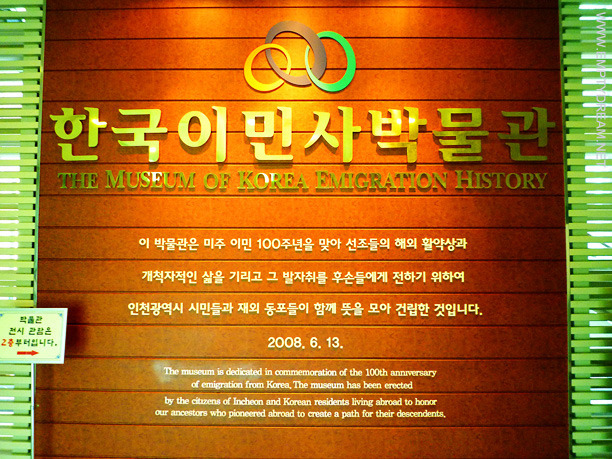 한국이민사박물관
THE MUSEUM OF KOREA EMIGRATION HISTORY
이 박물관은 미주 이민 100주년을 맞아 선조들의 해외 활약상과
개척자적인 삶을 기리고 그 발자취를 후손들에게 전하기 위하여
인천광역시 시민들과 재외 동포들이 함께 뜻을 모아 건립한 것입니다.
2008. 6. 13.
The museum is dedicated in commemoration of the 100th anniversary
of emigration from Korea. The museum has been erected
by the citizens of Incheon and Korean residents living abroad to honor
our ancestors who pioneered abroad to create a path for their descendents.
박물관
전시 관람은
2층부터입니다.
WWW.EMPTYDREAM.NET